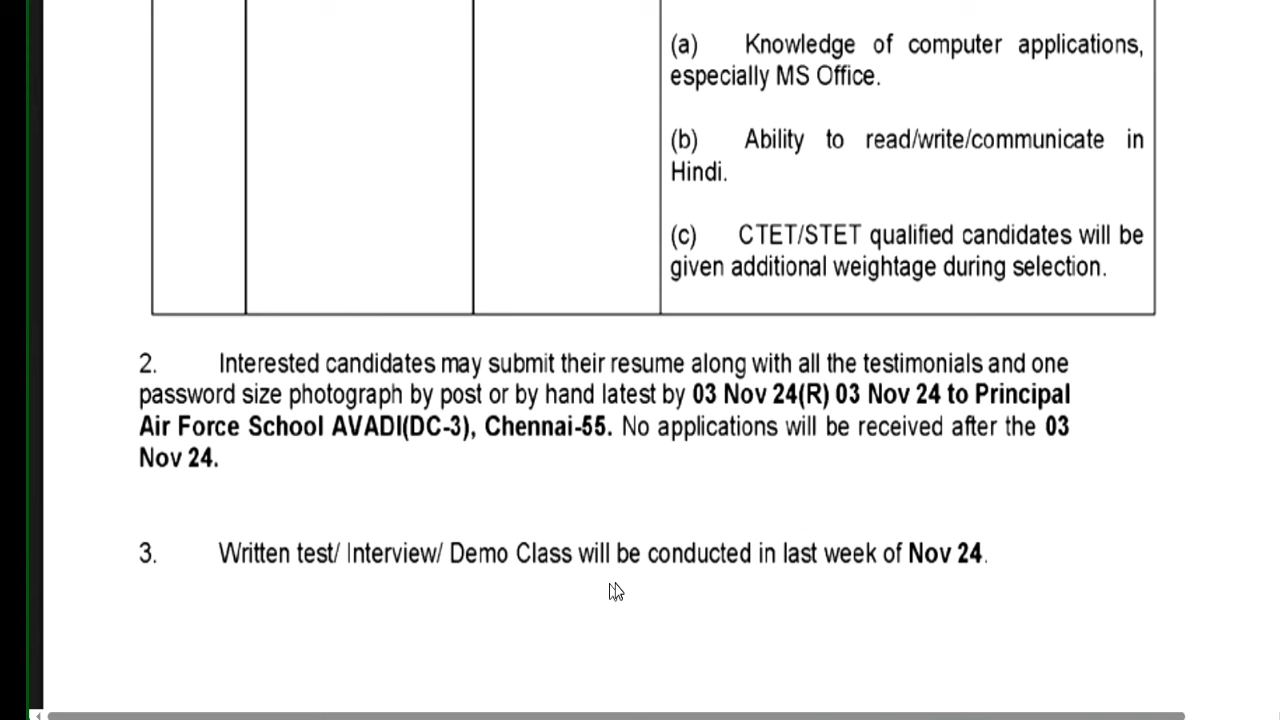 (a) Knowledge of computer applications,
especially MS Office.
(b) Ability to read/write/communicate in
Hindi.
(c) CTET/STET qualified candidates will be
given additional weightage during selection.
2. Interested candidates may submit their resume along with all the testimonials and one
password size photograph by post or by hand latest by 03 Nov 24(R) 03 Nov 24 to Principal
Air Force School AVADI(DC-3), Chennai-55. No applications will be received after the 03
Nov 24.
3. Written test/ Interview/ Demo Class will be conducted in last week of Nov 24.